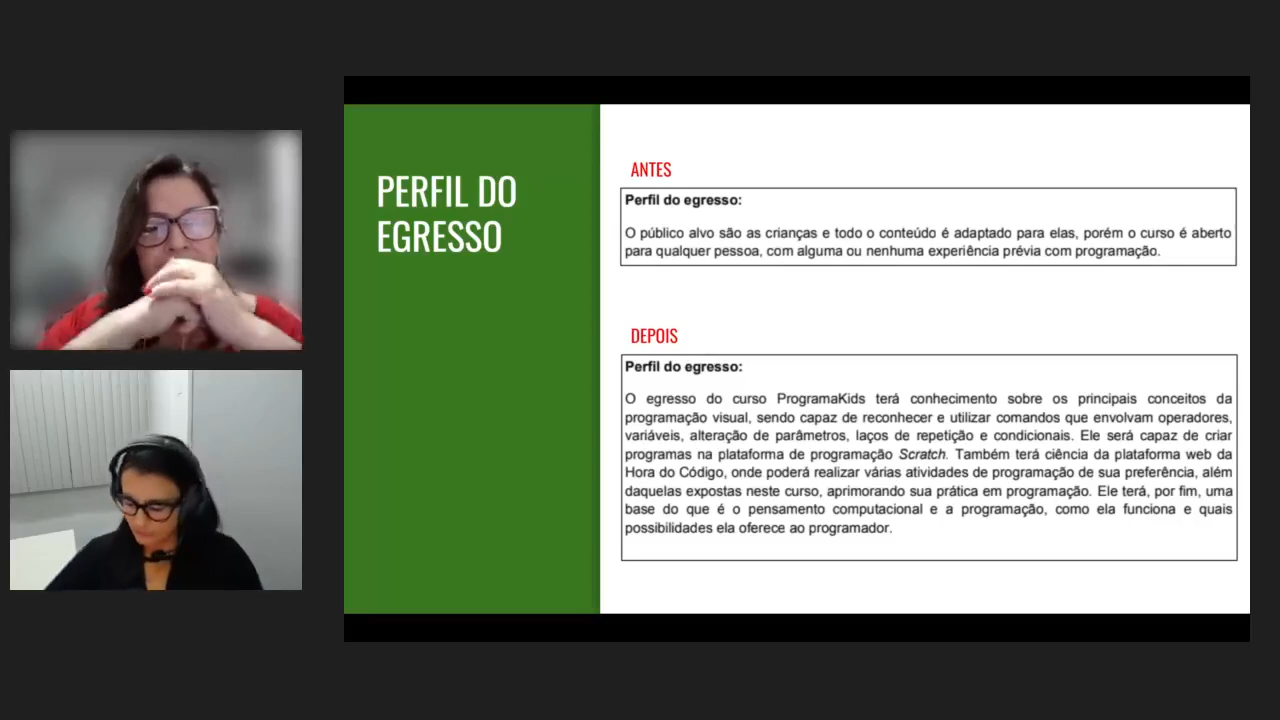 PERFIL DO
EGRESSO
ANTES
Perfil do egresso:
O público alvo são as crianças e todo o conteúdo é adaptado para elas, porém o curso é aberto
para qualquer pessoa, com alguma ou nenhuma experiência prévia com programação.
DEPOIS
Perfil do egresso:
O egresso do curso ProgramaKids terá conhecimento sobre os principais conceitos da
programação visual, sendo capaz de reconhecer e utilizar comandos que envolvam operadores,
variáveis, alteração de parâmetros, laços de repetição e condicionais. Ele será capaz de criar
programas na plataforma de programação Scratch. Também terá ciência da plataforma web da
Hora do Código, onde poderá realizar várias atividades de programação de sua preferência, além
daquelas expostas neste curso, aprimorando sua prática em programação. Ele terá, por fim, uma
base do que é o pensamento computacional e a programação, como ela funciona e quais
possibilidades ela oferece ao programador.